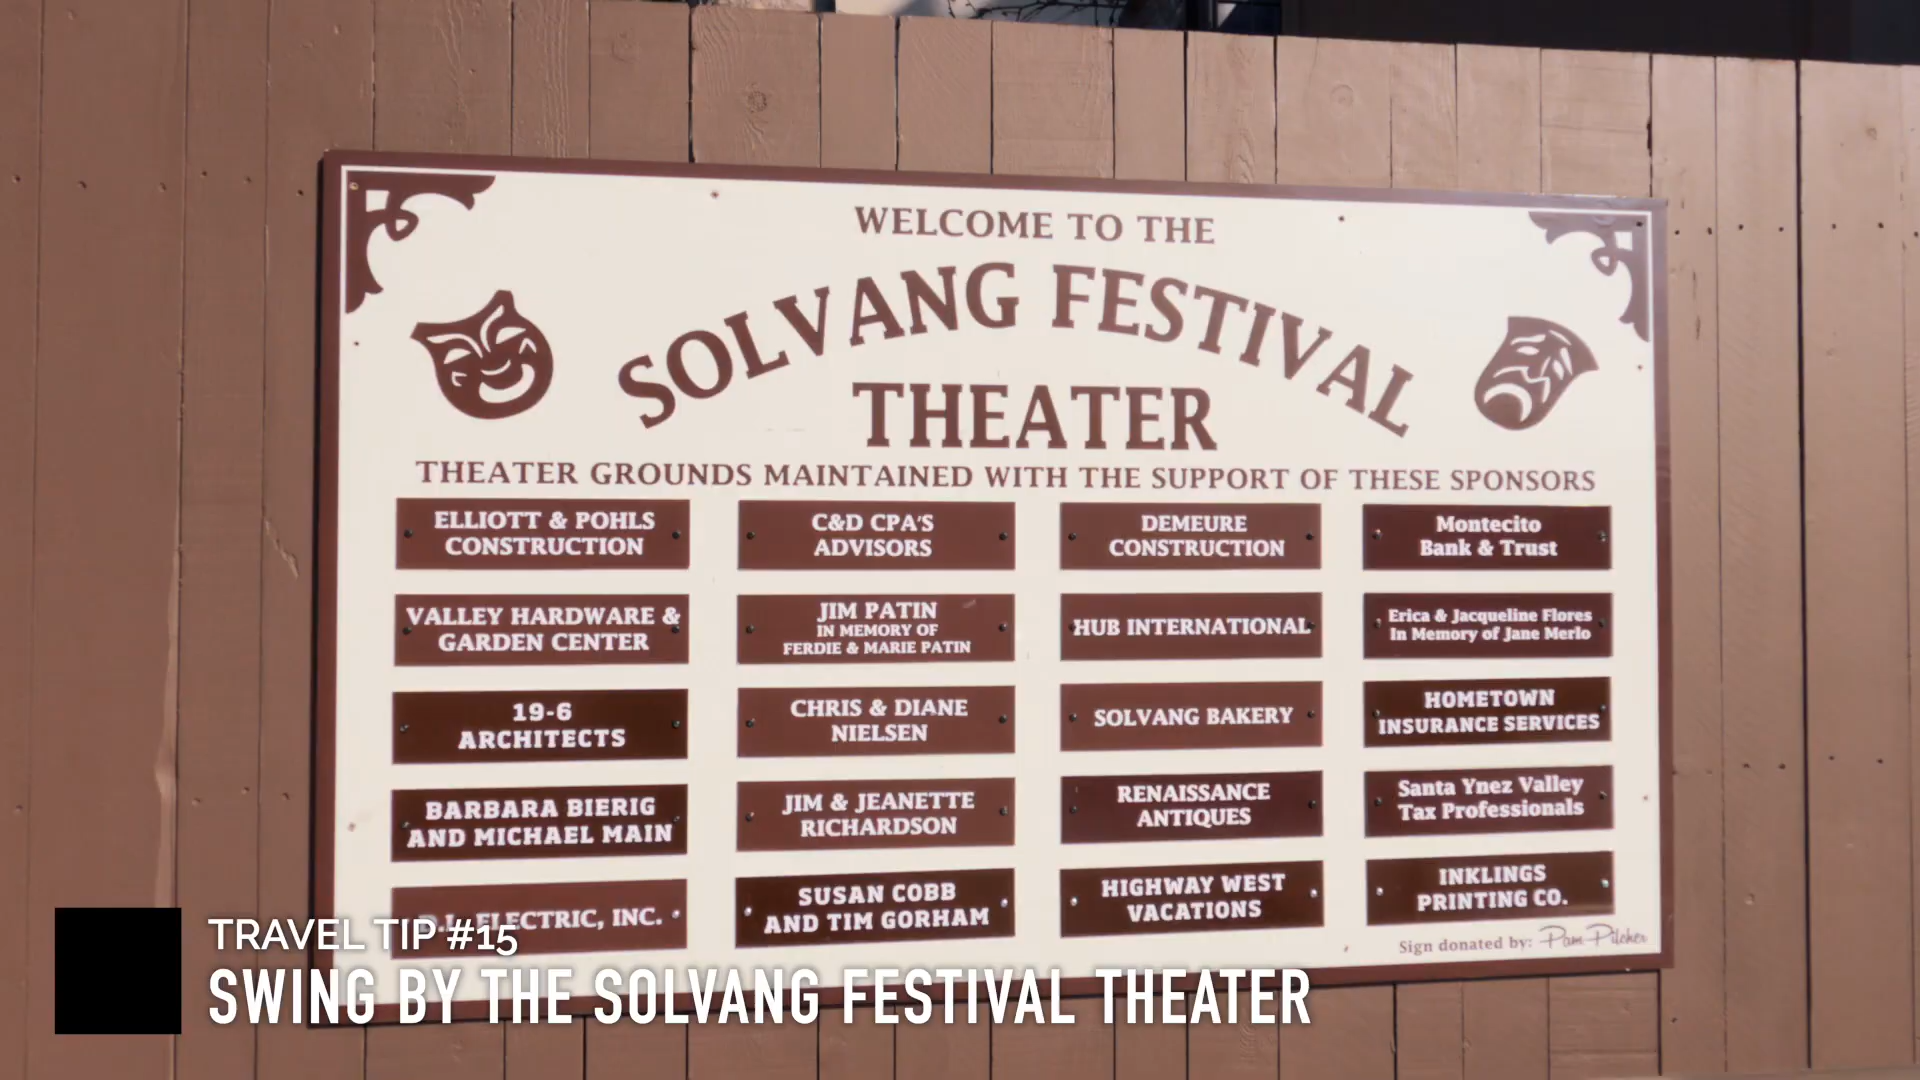 WELCOME TO THE
SOLVANG FESTIVAL
THEATER
THEATER GROUNDS MAINTAINED WITH THE SUPPORT OF THESE SPONSORS
ELLIOTT & POHLS
CONSTRUCTION
C&D CPA'S
ADVISORS
DEMEURE
CONSTRUCTION
Montecito
Bank & Trust
VALLEY HARDWARE &
GARDEN CENTER
JIM PATIN
IN MEMORY OF
FERDIE & MARIE PATIN
HUB INTERNATIONAL
Erica & Jacqueline Flores
In Memory of Jane Merlo
19-6
ARCHITECTS
CHRIS & DIANE
NIELSEN
SOLVANG BAKERY
HOMETOWN
INSURANCE SERVICES
BARBARA BIERIG
AND MICHAEL MAIN
JIM & JEANETTE
RICHARDSON
RENAISSANCE
ANTIQUES
Santa Ynez Valley
Tax Professionals
ELECTRIC, INC.
SUSAN COBB
AND TIM GORHAM
HIGHWAY WEST
VACATIONS
INKLINGS
PRINTING CO.
Sign donated by: Pam Pilcher
TRAVEL TIP #15
SWING BY THE SOLVANG FESTIVAL THEATER